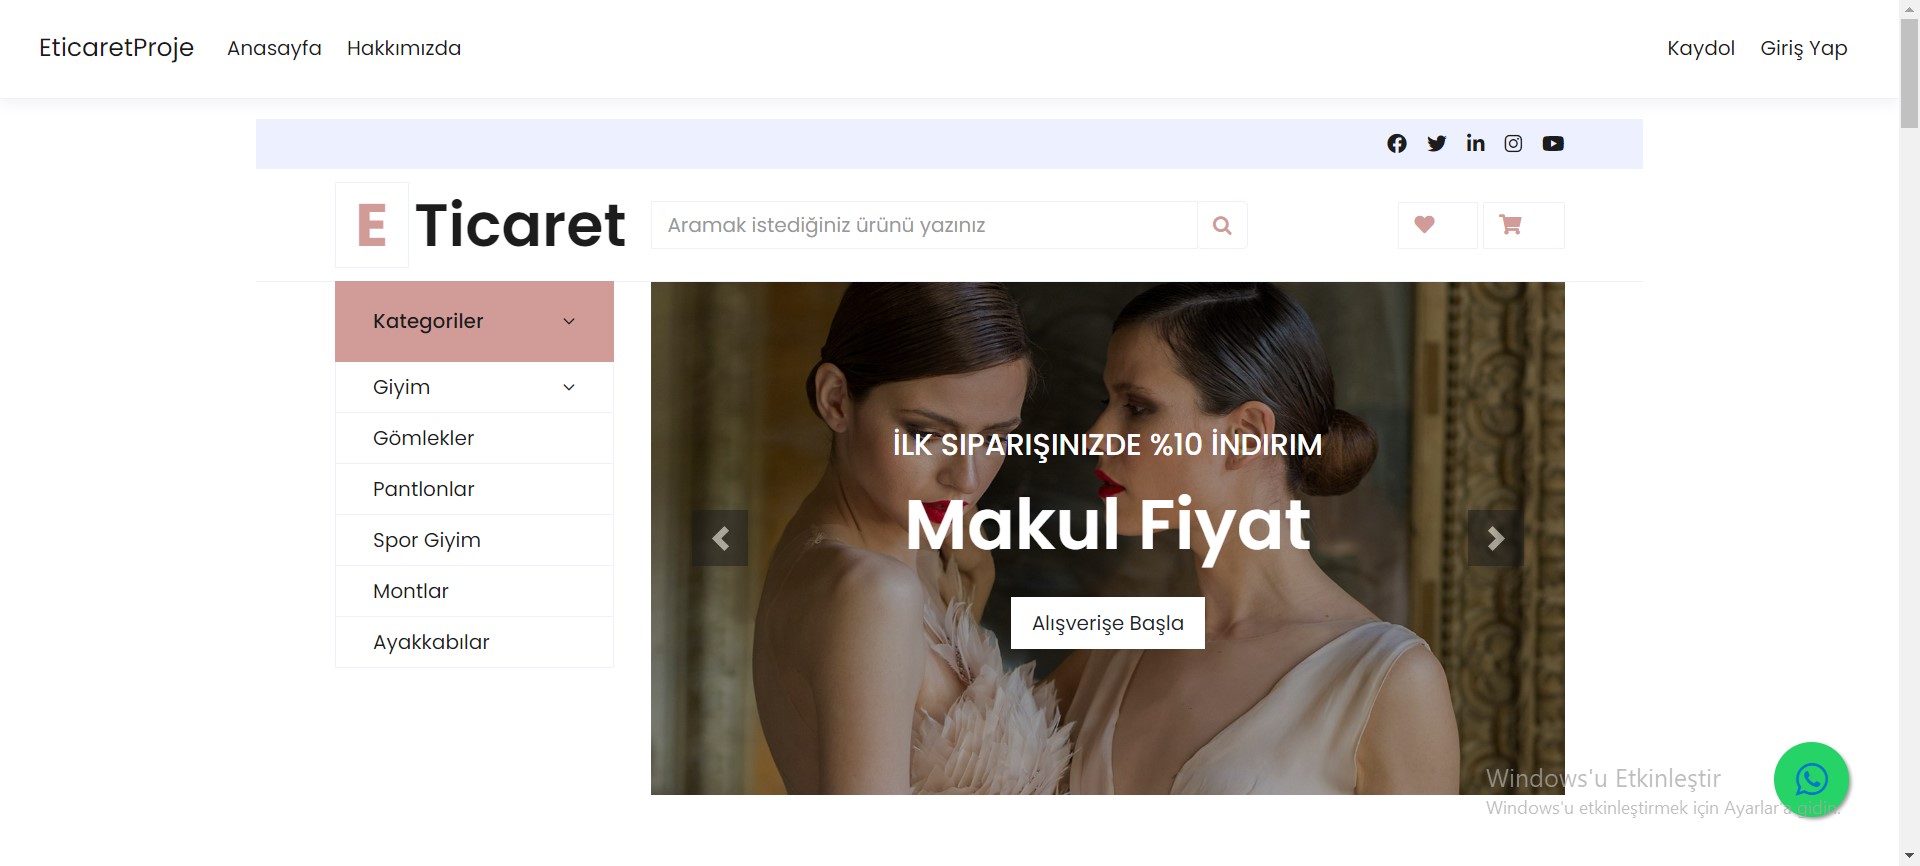 EticaretProje Anasayfa Hakkımızda Kaydol Giriş Yap
E Ticaret
Aramak istediğiniz ürünü yazınız
Kategoriler
Giyim
Gömlekler
Pantlonlar
Spor Giyim
Montlar
Ayakkabılar
İLK SIPARIŞINIZDE %10 İNDIRIM
Makul Fiyat
Alışverişe Başla
Windows'u Etkinleştir
Windows'u etkinleştirmek için Ayarlar'a gidin.